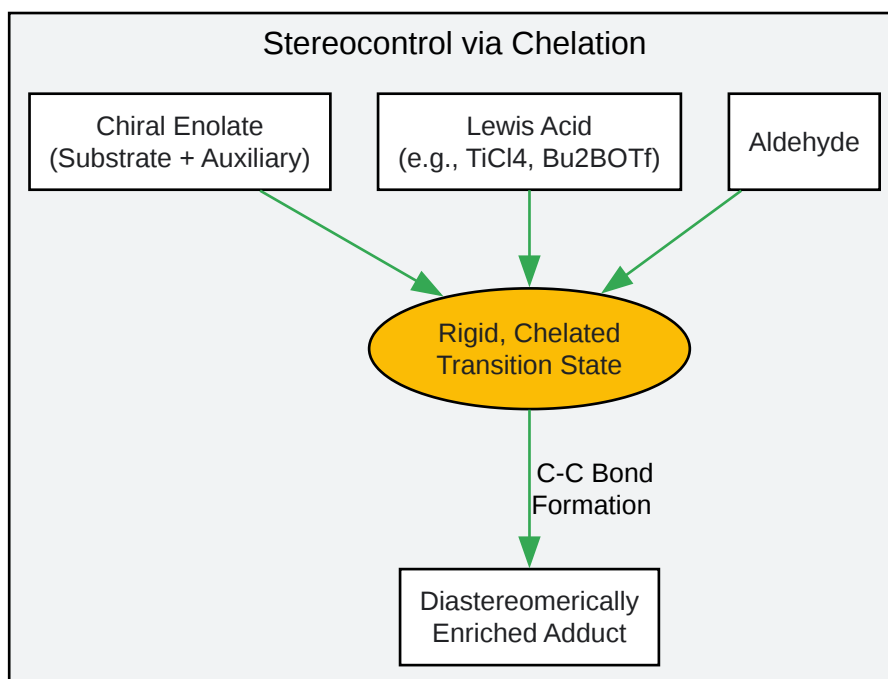 Stereocontrol via Chelation
Chiral Enolate
(Substrate + Auxiliary)
Lewis Acid
(e.g., TiCl4, Bu2BOTf)
Aldehyde
Rigid, Chelated
Transition State
C-C Bond
Formation
Diastereomerically
Enriched Adduct